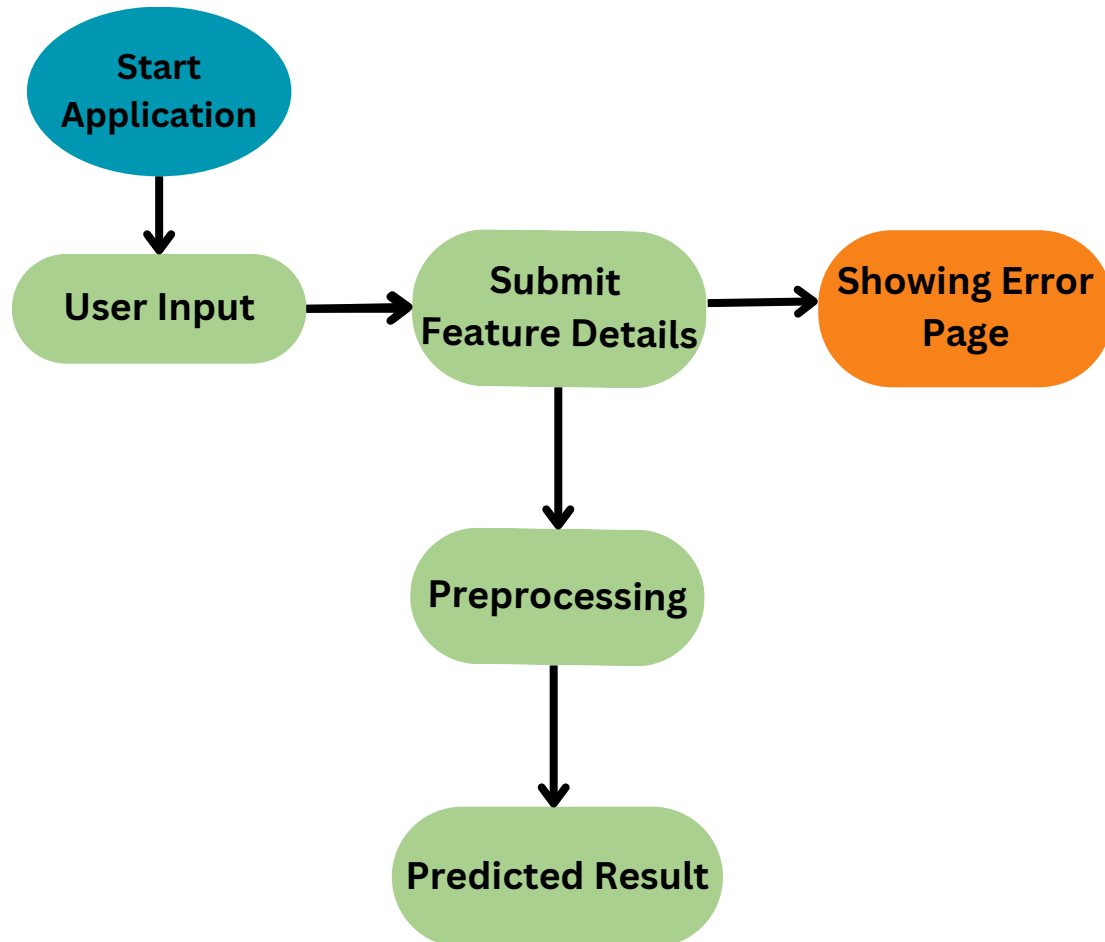 Start
Application
User Input
Submit
Feature Details
Showing Error
Page
Preprocessing
Predicted Result